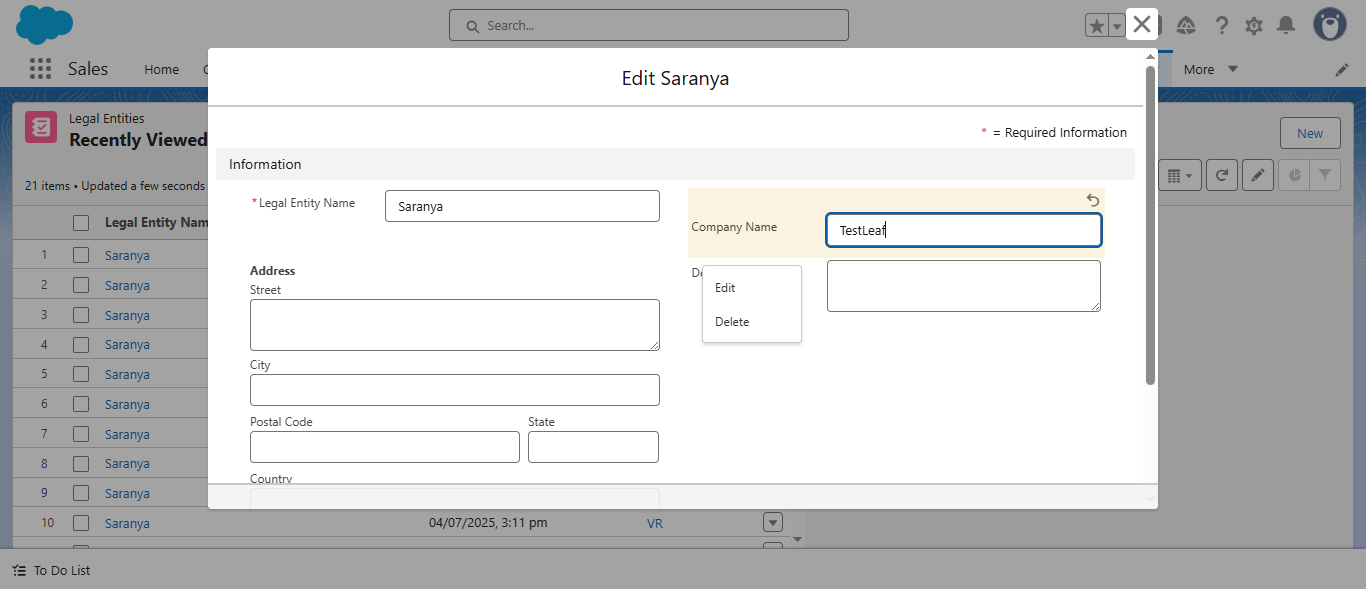 Search...
Sales
Home
More
Edit Saranya
* = Required Information
Information
Legal Entities
Recently Viewed
New
21 items • Updated a few seconds
Legal Entity Nam
*Legal Entity Name
Saranya
Company Name
TestLeaf
De
Edit
Delete
Address
Street
City
Postal Code
State
Country
1 Saranya
2 Saranya
3 Saranya
4 Saranya
5 Saranya
6 Saranya
7 Saranya
8 Saranya
9 Saranya
10 Saranya 04/07/2025, 3:11 pm VR
To Do List